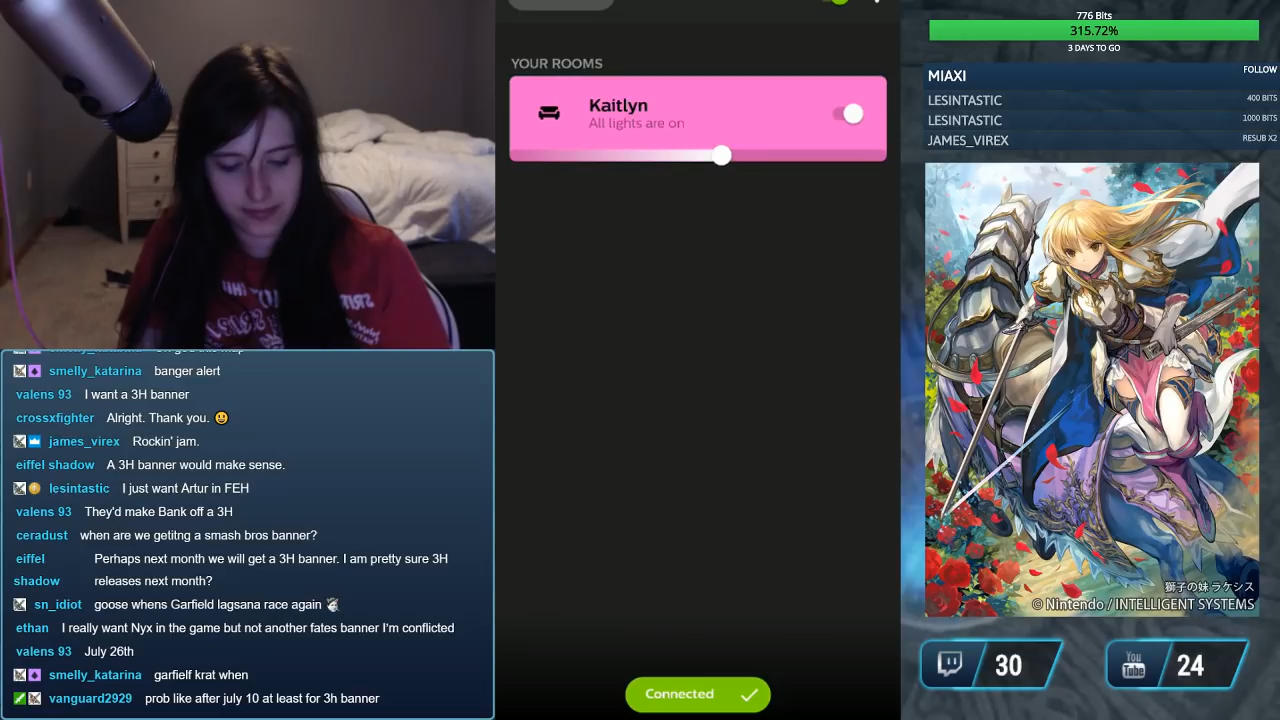 YOUR ROOMS
Kaitlyn
All lights are on
Connected
776 Bits
315.72%
3 DAYS TO GO
MIAXI FOLLOW
LESINTASTIC 400 BITS
LESINTASTIC 1000 BITS
JAMES_VIREX RESUB X2
獅子の妹 ラケシス
© Nintendo / INTELLIGENT SYSTEMS
30
You Tube 24
smelly_katarina banger alert
valens 93 I want a 3H banner
crossxfighter Alright. Thank you.
james_virex Rockin' jam.
eiffel shadow A 3H banner would make sense.
lesintastic I just want Artur in FEH
valens 93 They'd make Bank off a 3H
ceradust when are we getitng a smash bros banner?
eiffel Perhaps next month we will get a 3H banner. I am pretty sure 3H
shadow releases next month?
sn_idiot goose whens Garfield lagsana race again
ethan I really want Nyx in the game but not another fates banner I'm conflicted
valens 93 July 26th
smelly_katarina garfielf krat when
vanguard2929 prob like after july 10 at least for 3h banner